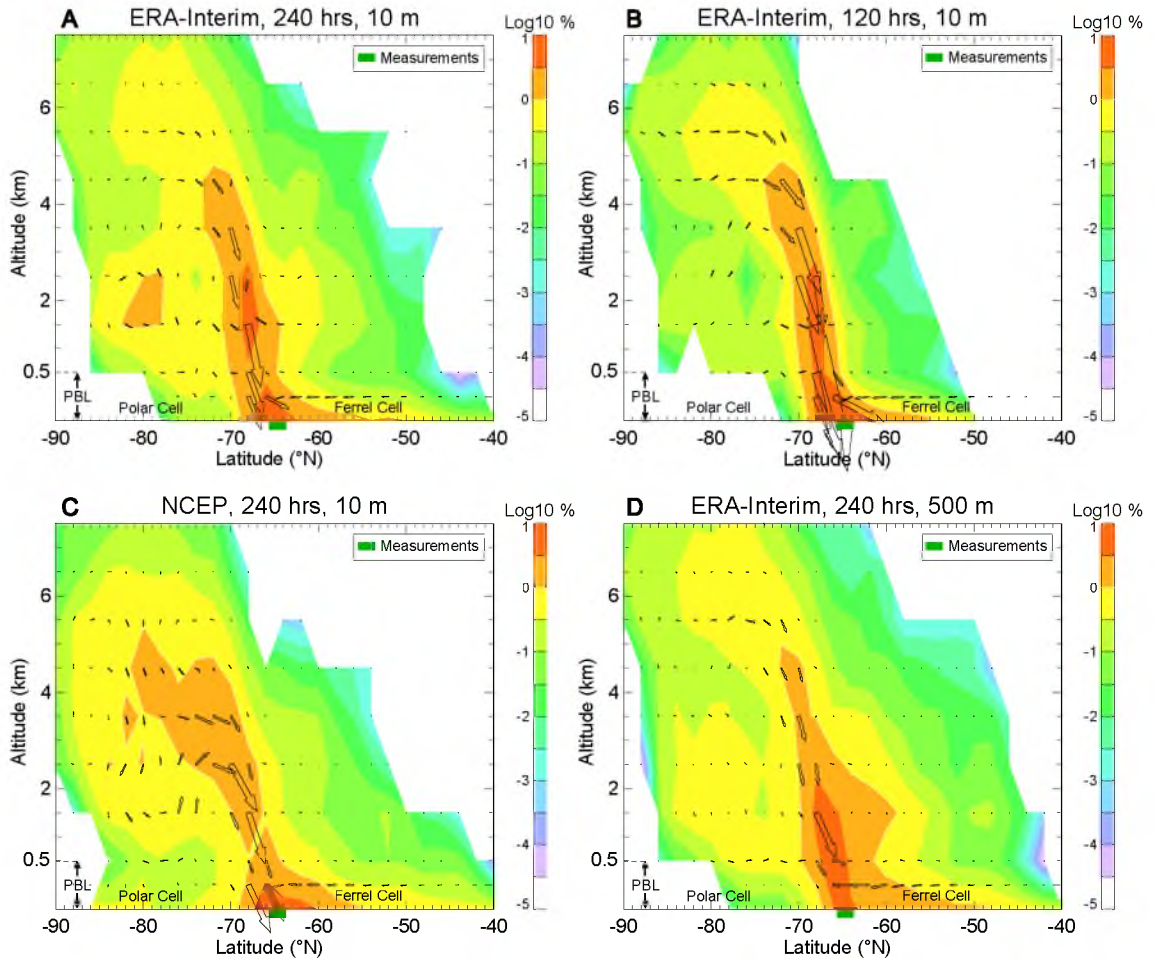 A ERA-Interim, 240 hrs, 10 m Log10 %
Measurements
Altitude (km)
6
4
2
0.5
PBL
Polar Cell Ferrel Cell
-90 -80 -70 -60 -50 -40
Latitude (°N)
1
0
-1
-2
-3
-4
-5
B ERA-Interim, 120 hrs, 10 m Log10 %
Measurements
Altitude (km)
6
4
2
0.5
PBL
Polar Cell Ferrel Cell
-90 -80 -70 -60 -50 -40
Latitude (°N)
1
0
-1
-2
-3
-4
-5
C NCEP, 240 hrs, 10 m Log10 %
Measurements
Altitude (km)
6
4
2
0.5
PBL
Polar Cell Ferrel Cell
-90 -80 -70 -60 -50 -40
Latitude (°N)
1
0
-1
-2
-3
-4
-5
D ERA-Interim, 240 hrs, 500 m Log10 %
Measurements
Altitude (km)
6
4
2
0.5
PBL
Polar Cell Ferrel Cell
-90 -80 -70 -60 -50 -40
Latitude (°N)
1
0
-1
-2
-3
-4
-5